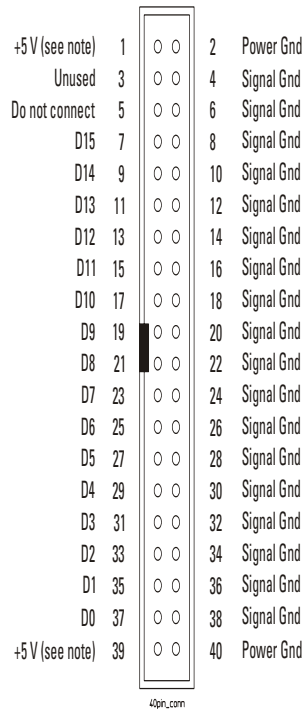 +5 V (see note) 1 2 Power Gnd
Unused 3 4 Signal Gnd
Do not connect 5 6 Signal Gnd
D15 7 8 Signal Gnd
D14 9 10 Signal Gnd
D13 11 12 Signal Gnd
D12 13 14 Signal Gnd
D11 15 16 Signal Gnd
D10 17 18 Signal Gnd
D9 19 20 Signal Gnd
D8 21 22 Signal Gnd
D7 23 24 Signal Gnd
D6 25 26 Signal Gnd
D5 27 28 Signal Gnd
D4 29 30 Signal Gnd
D3 31 32 Signal Gnd
D2 33 34 Signal Gnd
D1 35 36 Signal Gnd
D0 37 38 Signal Gnd
+5 V (see note) 39 40 Power Gnd
40pin_conn